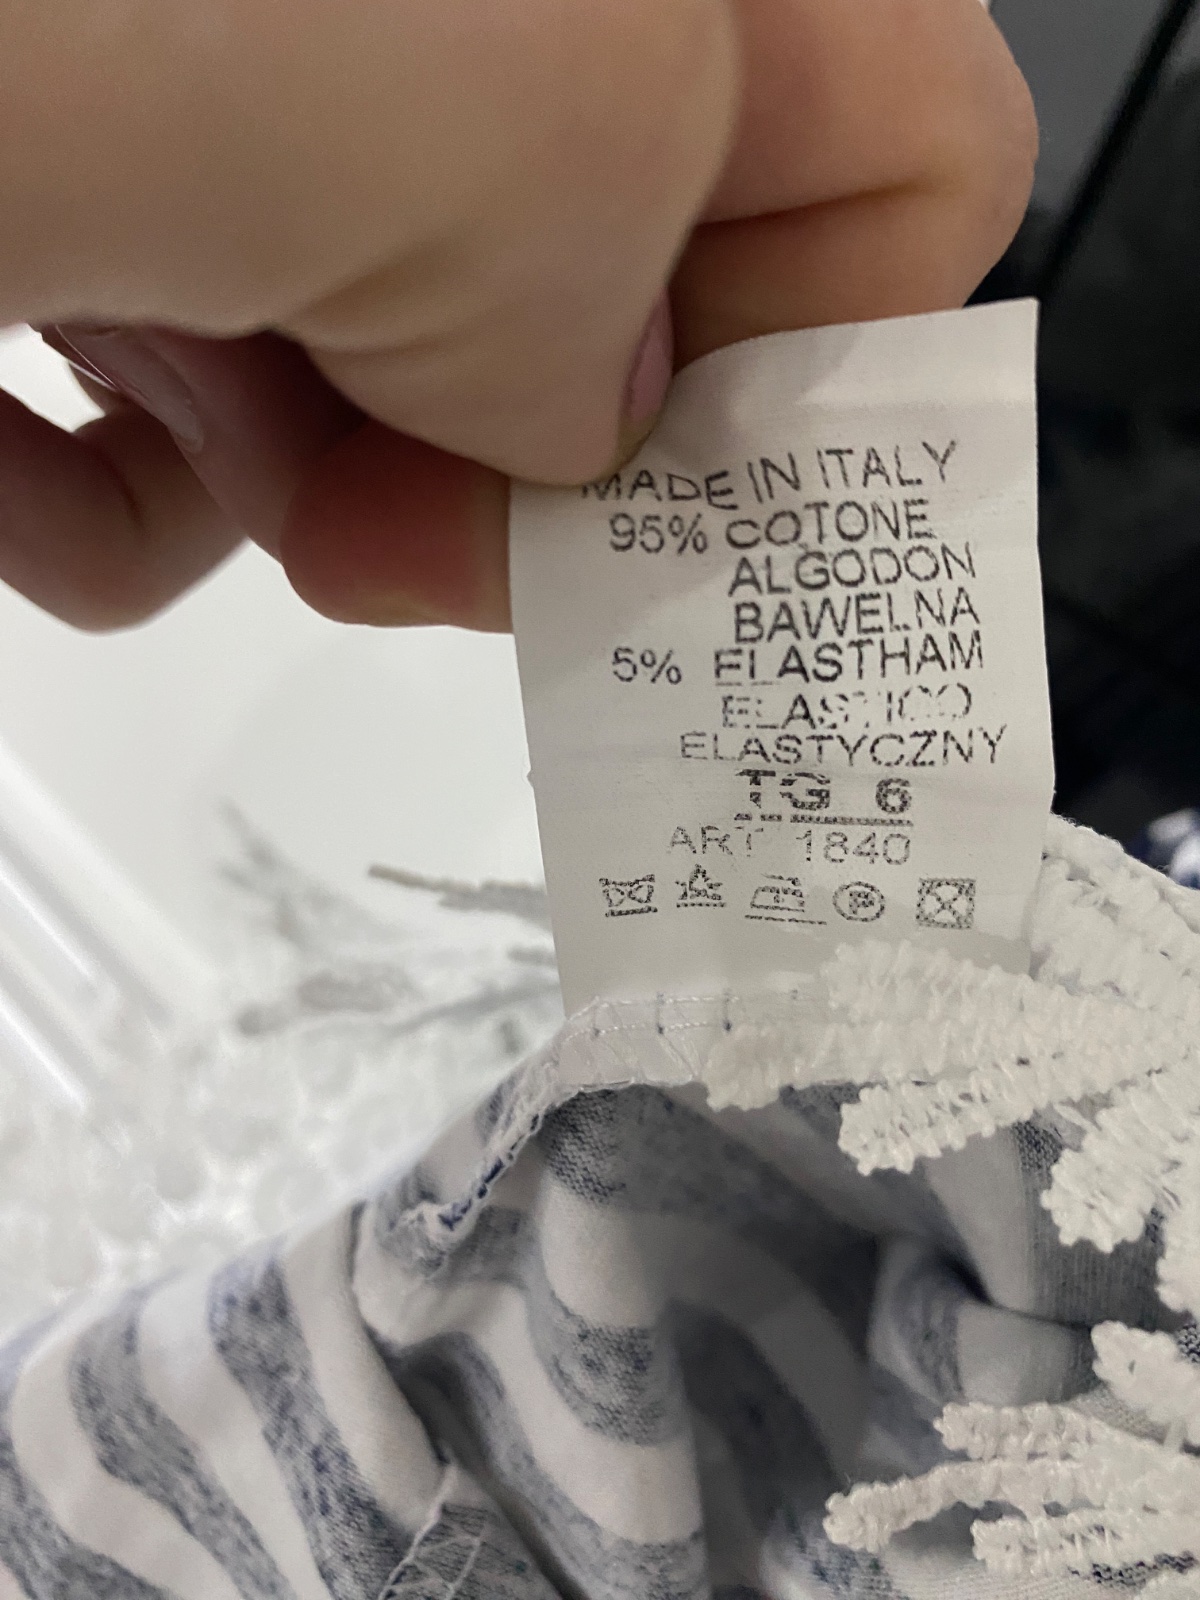 MADE IN ITALY
95% COTONE
ALGODON
BAWELNA
5% ELASTHAM
ELASTICO
ELASTYCZNY
TG 6
ART 1840